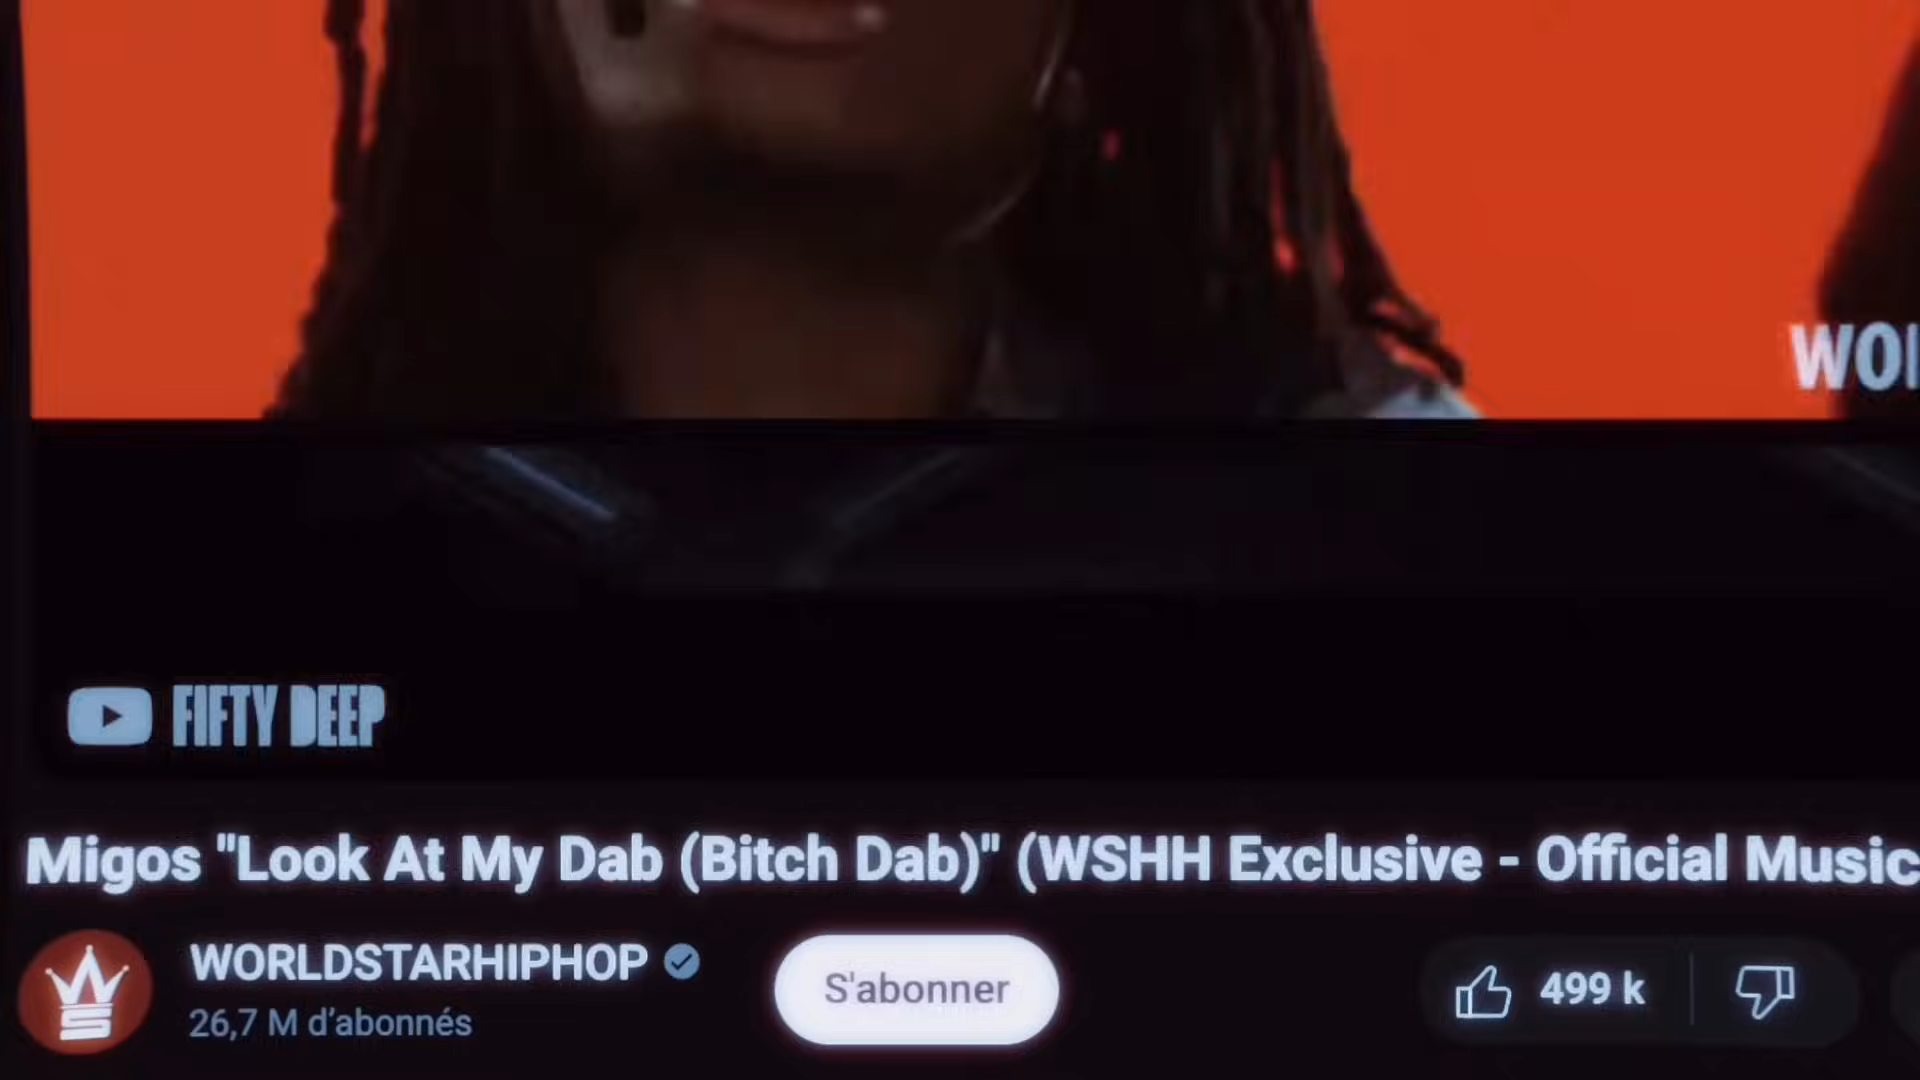 WO
FIFTY DEEP
Migos "Look At My Dab (Bitch Dab)" (WSHH Exclusive - Official Music
WORLDSTARHIPHOP
26,7 M d’abonnés
S'abonner
499 k